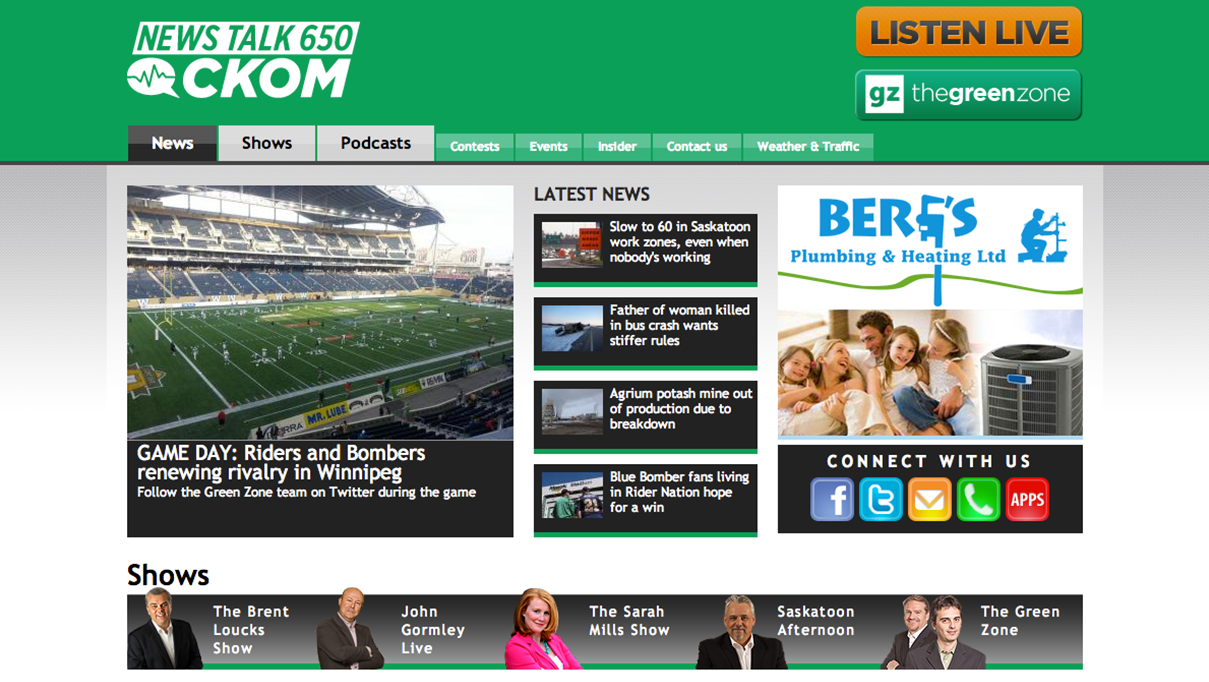 NEWS TALK 650
CKOM
LISTEN LIVE
gz thegreenzone
News
Shows
Podcasts
Contests
Events
Insider
Contact us
Weather & Traffic
GAME DAY: Riders and Bombers
renewing rivalry in Winnipeg
Follow the Green Zone team on Twitter during the game
MR. LUBE
RE/MAX
LATEST NEWS
Slow to 60 in Saskatoon
work zones, even when
nobody's working
Father of woman killed
in bus crash wants
stiffer rules
Agrium potash mine out
of production due to
breakdown
Blue Bomber fans living
in Rider Nation hope
for a win
BERG'S
Plumbing & Heating Ltd
CONNECT WITH US
APPS
Shows
The Brent
Loucks
Show
John
Gormley
Live
The Sarah
Mills Show
Saskatoon
Afternoon
The Green
Zone